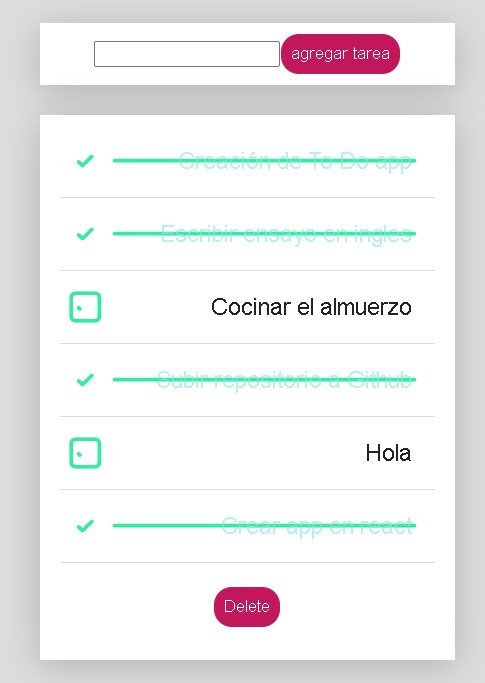 agregar tarea
Creación de To Do app
Escribir ensayo en ingles
Cocinar el almuerzo
Subir repositorio a Github
Hola
Crear app en react
Delete